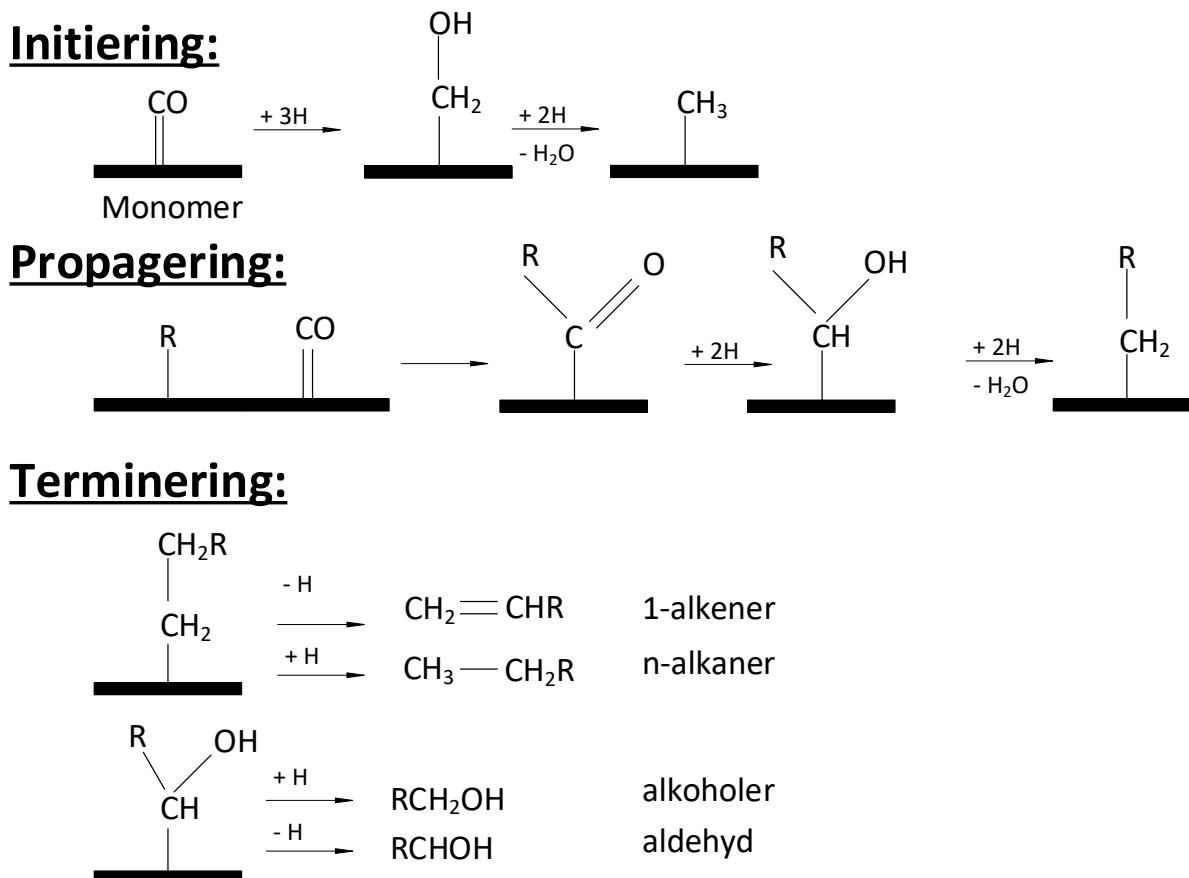 Initiering:
OH
CO + 3H CH₂ + 2H CH₃
- H₂O
Monomer
Propagering:
R O R OH R
R CO C + 2H CH + 2H CH₂
- H₂O
Terminering:
CH₂R
- H
CH₂ CH₂ CHR 1-alkener
+ H CH₃ CH₂R n-alkaner
R OH
+ H
CH RCH₂OH alkoholer
- H RCHOH aldehyd